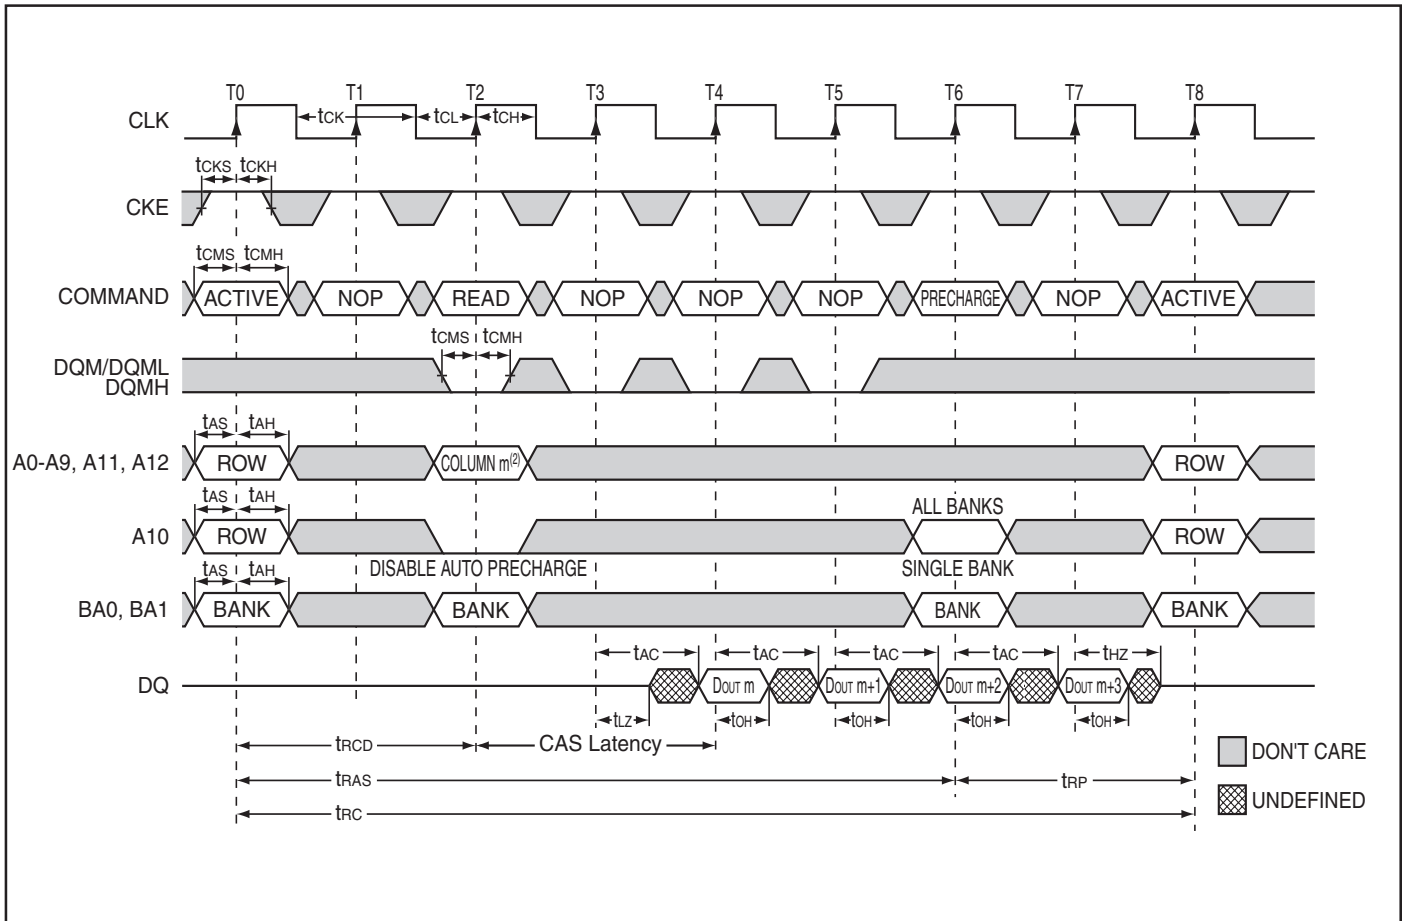 T0 T1 T2 T3 T4 T5 T6 T7 T8
CLK tCK tCL tCH
tCKS tCKH
CKE
tCMS tCMH
COMMAND ACTIVE NOP READ NOP NOP NOP PRECHARGE NOP ACTIVE
tCMS tCMH
DQM/DQML
DQMH
tAS tAH
A0-A9, A11, A12 ROW COLUMN m(2) ROW
tAS tAH ALL BANKS
A10 ROW ROW
DISABLE AUTO PRECHARGE SINGLE BANK
tAS tAH
BA0, BA1 BANK BANK BANK BANK
tAC tAC tAC tAC tHZ
DQ DOUT m DOUT m+1 DOUT m+2 DOUT m+3
tLZ tOH tOH tOH tOH
tRCD CAS Latency
DON'T CARE
tRAS tRP
UNDEFINED
tRC